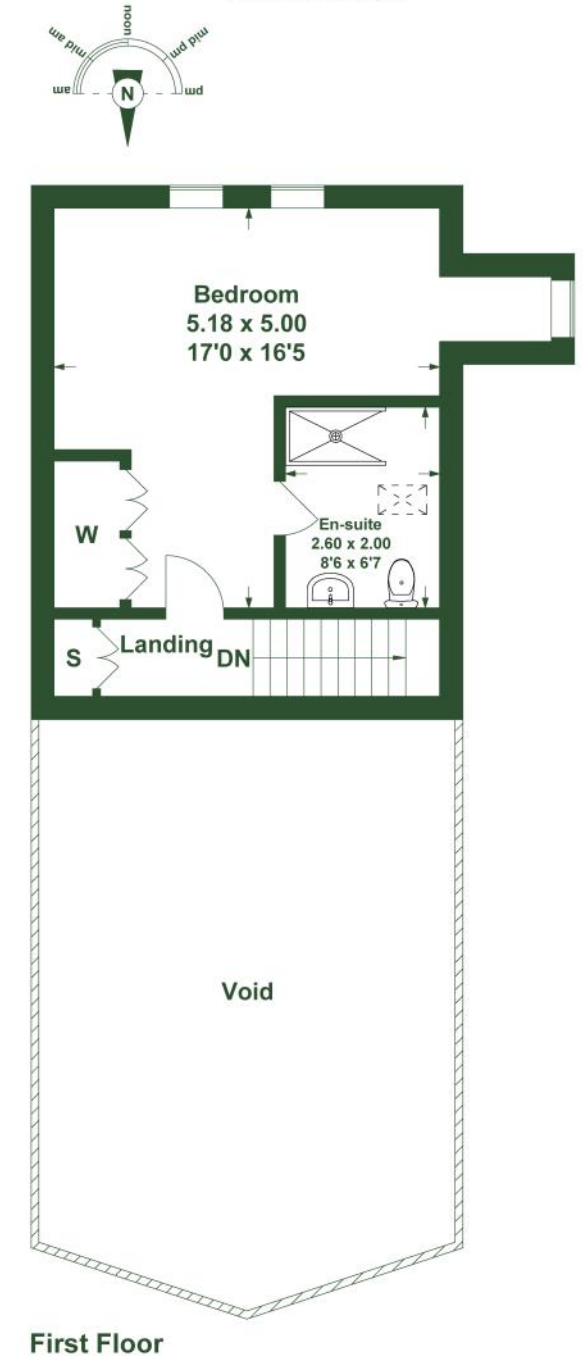 noon
mid am
mid pm
am
pm
N
Bedroom
5.18 x 5.00
17'0 x 16'5
En-suite
2.60 x 2.00
8'6 x 6'7
W
S
Landing
DN
Void
First Floor